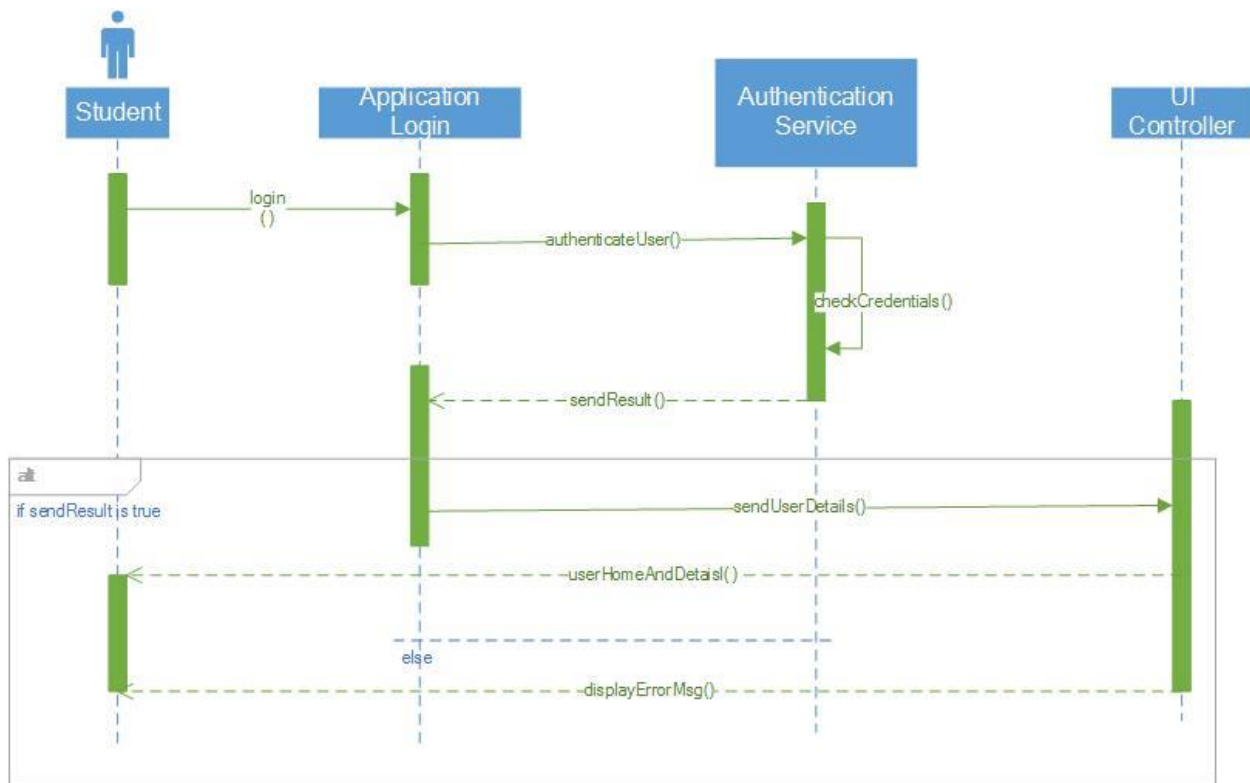 Student
Application
Login
Authentication
Service
UI
Controller
login
( )
authenticateUser()
checkCredentials()
sendResult()
alt
if sendResult is true
sendUserDetails()
userHomeAndDetaisl()
else
displayErrorMsg()